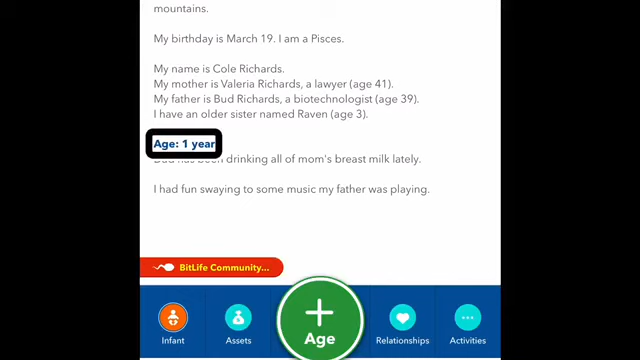 mountains.
My birthday is March 19. I am a Pisces.
My name is Cole Richards.
My mother is Valeria Richards, a lawyer (age 41).
My father is Bud Richards, a biotechnologist (age 39).
I have an older sister named Raven (age 3).
Age: 1 year
Dad has been drinking all of mom's breast milk lately.
I had fun swaying to some music my father was playing.
BitLife Community...
Infant
Assets
Age
Relationships
Activities